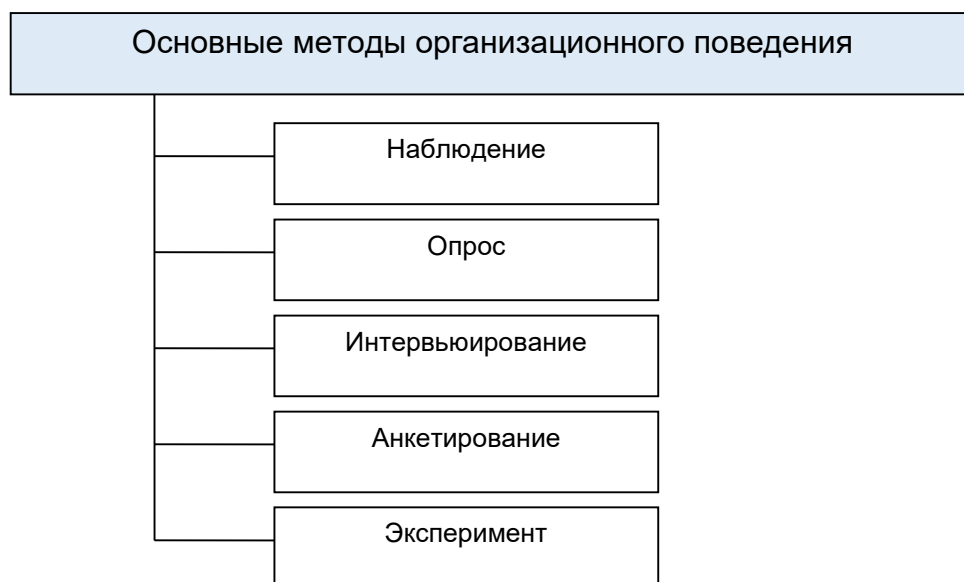 Основные методы организационного поведения
Наблюдение
Опрос
Интервьюирование
Анкетирование
Эксперимент